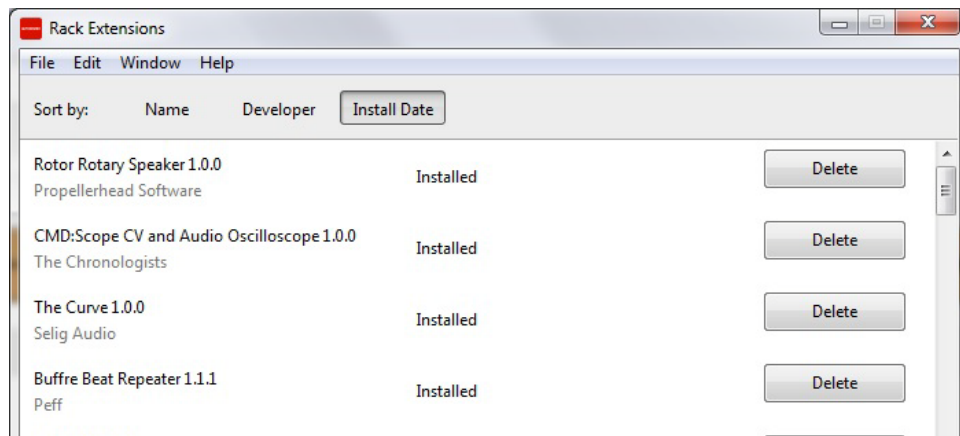 Rack Extensions
File Edit Window Help
Sort by: Name Developer Install Date
Rotor Rotary Speaker 1.0.0
Propellerhead Software
Installed
Delete
CMD:Scope CV and Audio Oscilloscope 1.0.0
The Chronologists
Installed
Delete
The Curve 1.0.0
Selig Audio
Installed
Delete
Buffre Beat Repeater 1.1.1
Peff
Installed
Delete